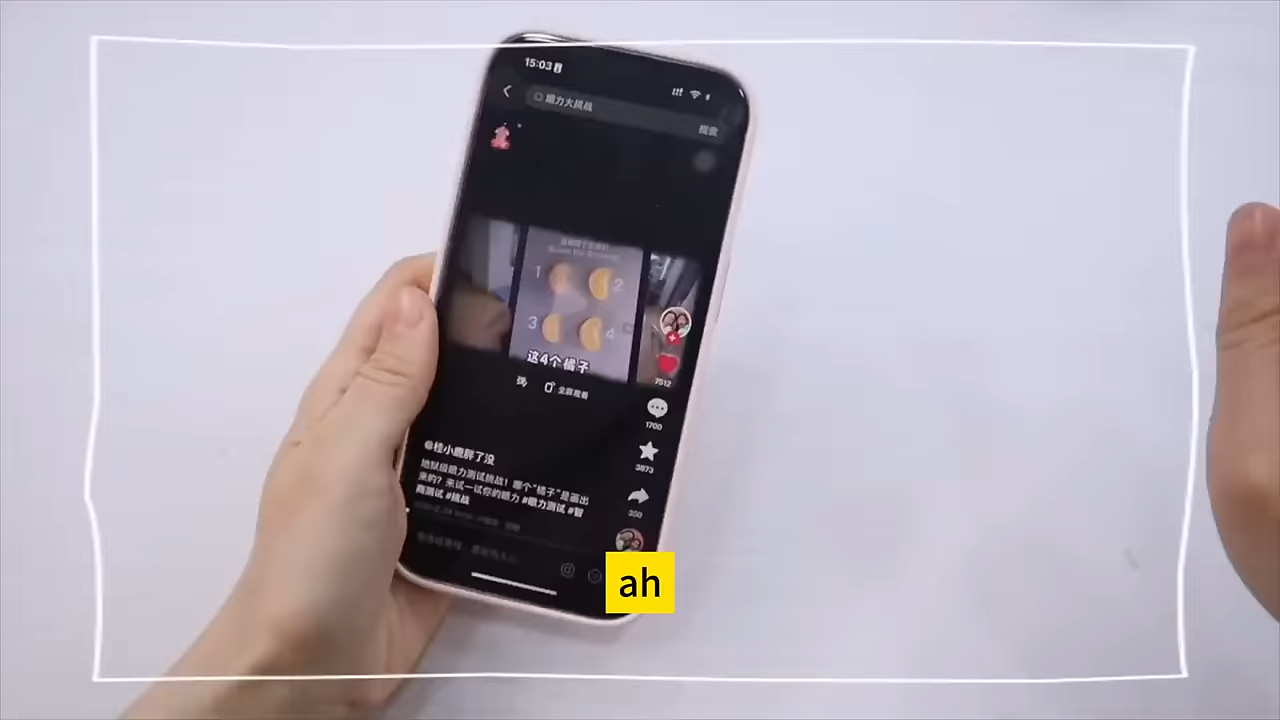 15:03
眼力大挑战
搜索
1
2
3
4
这4个橘子
全屏观看
7512
1700
3873
350
@桂小鹿胖了没
地狱级眼力测试挑战！哪个“橘子”是画出
来的？来试一试你的眼力 #眼力测试 #智
商测试 #挑战
ah